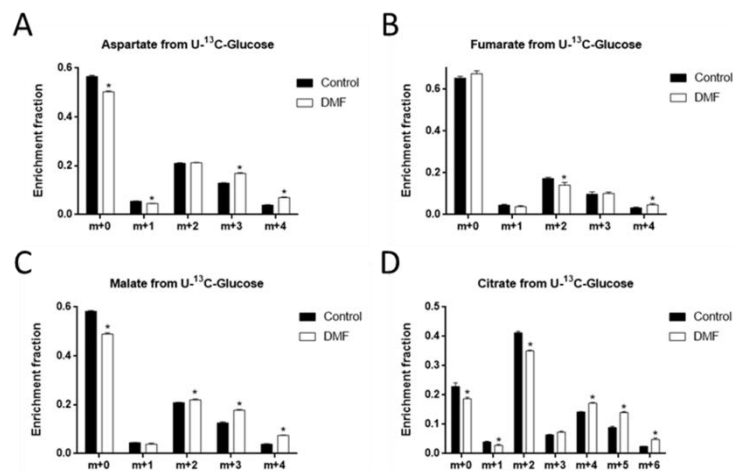 A
Aspartate from U-¹³C-Glucose
Enrichment fraction
0.6
0.4
0.2
0.0
m+0 m+1 m+2 m+3 m+4
* * * *
Control
DMF
B
Fumarate from U-¹³C-Glucose
Enrichment fraction
0.6
0.4
0.2
0.0
m+0 m+1 m+2 m+3 m+4
* *
Control
DMF
C
Malate from U-¹³C-Glucose
Enrichment fraction
0.6
0.4
0.2
0.0
m+0 m+1 m+2 m+3 m+4
* * * *
Control
DMF
D
Citrate from U-¹³C-Glucose
Enrichment fraction
0.5
0.4
0.3
0.2
0.1
0.0
m+0 m+1 m+2 m+3 m+4 m+5 m+6
* * * * * *
Control
DMF